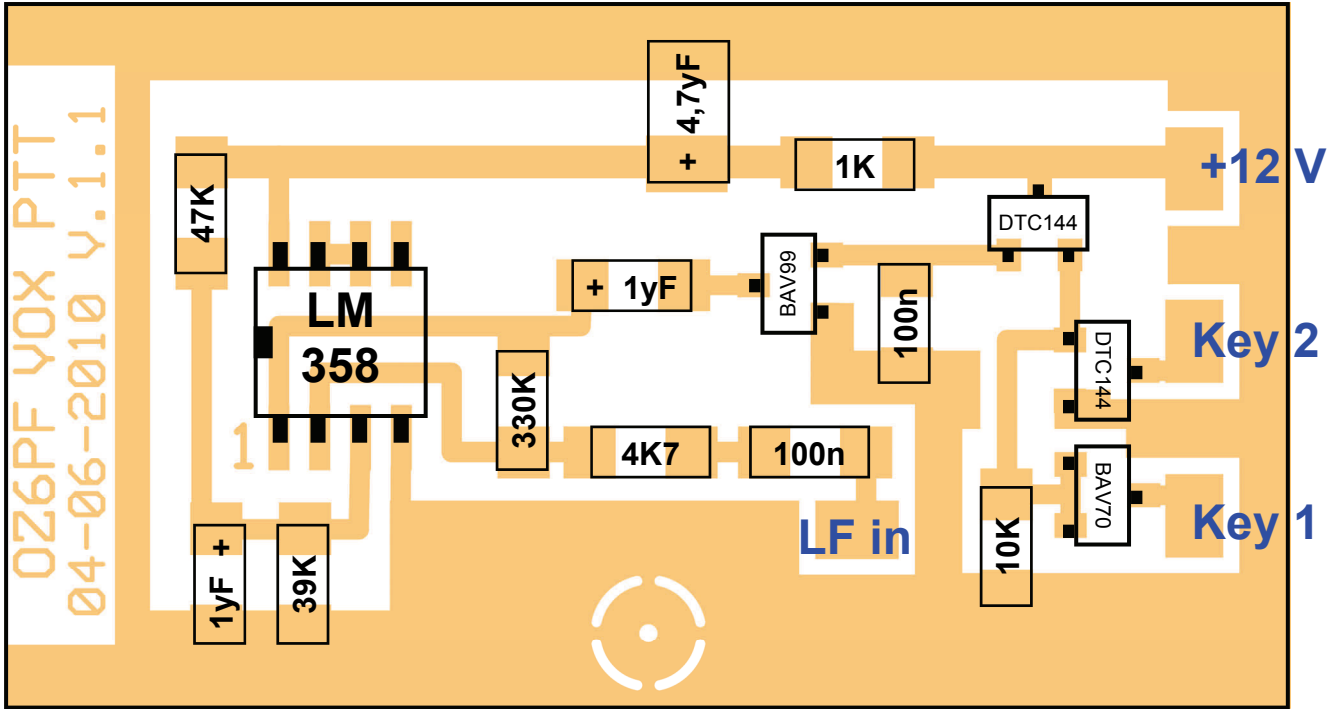 OZ6PF VOX PTT
04-06-2010 V.1.1
4,7yF
+
1K
+12 V
47K
DTC144
BAV99
+ 1yF
100n
LM
358
Key 2
DTC144
330K
1
4K7
100n
BAV70
Key 1
10K
LF in
1yF +
39K